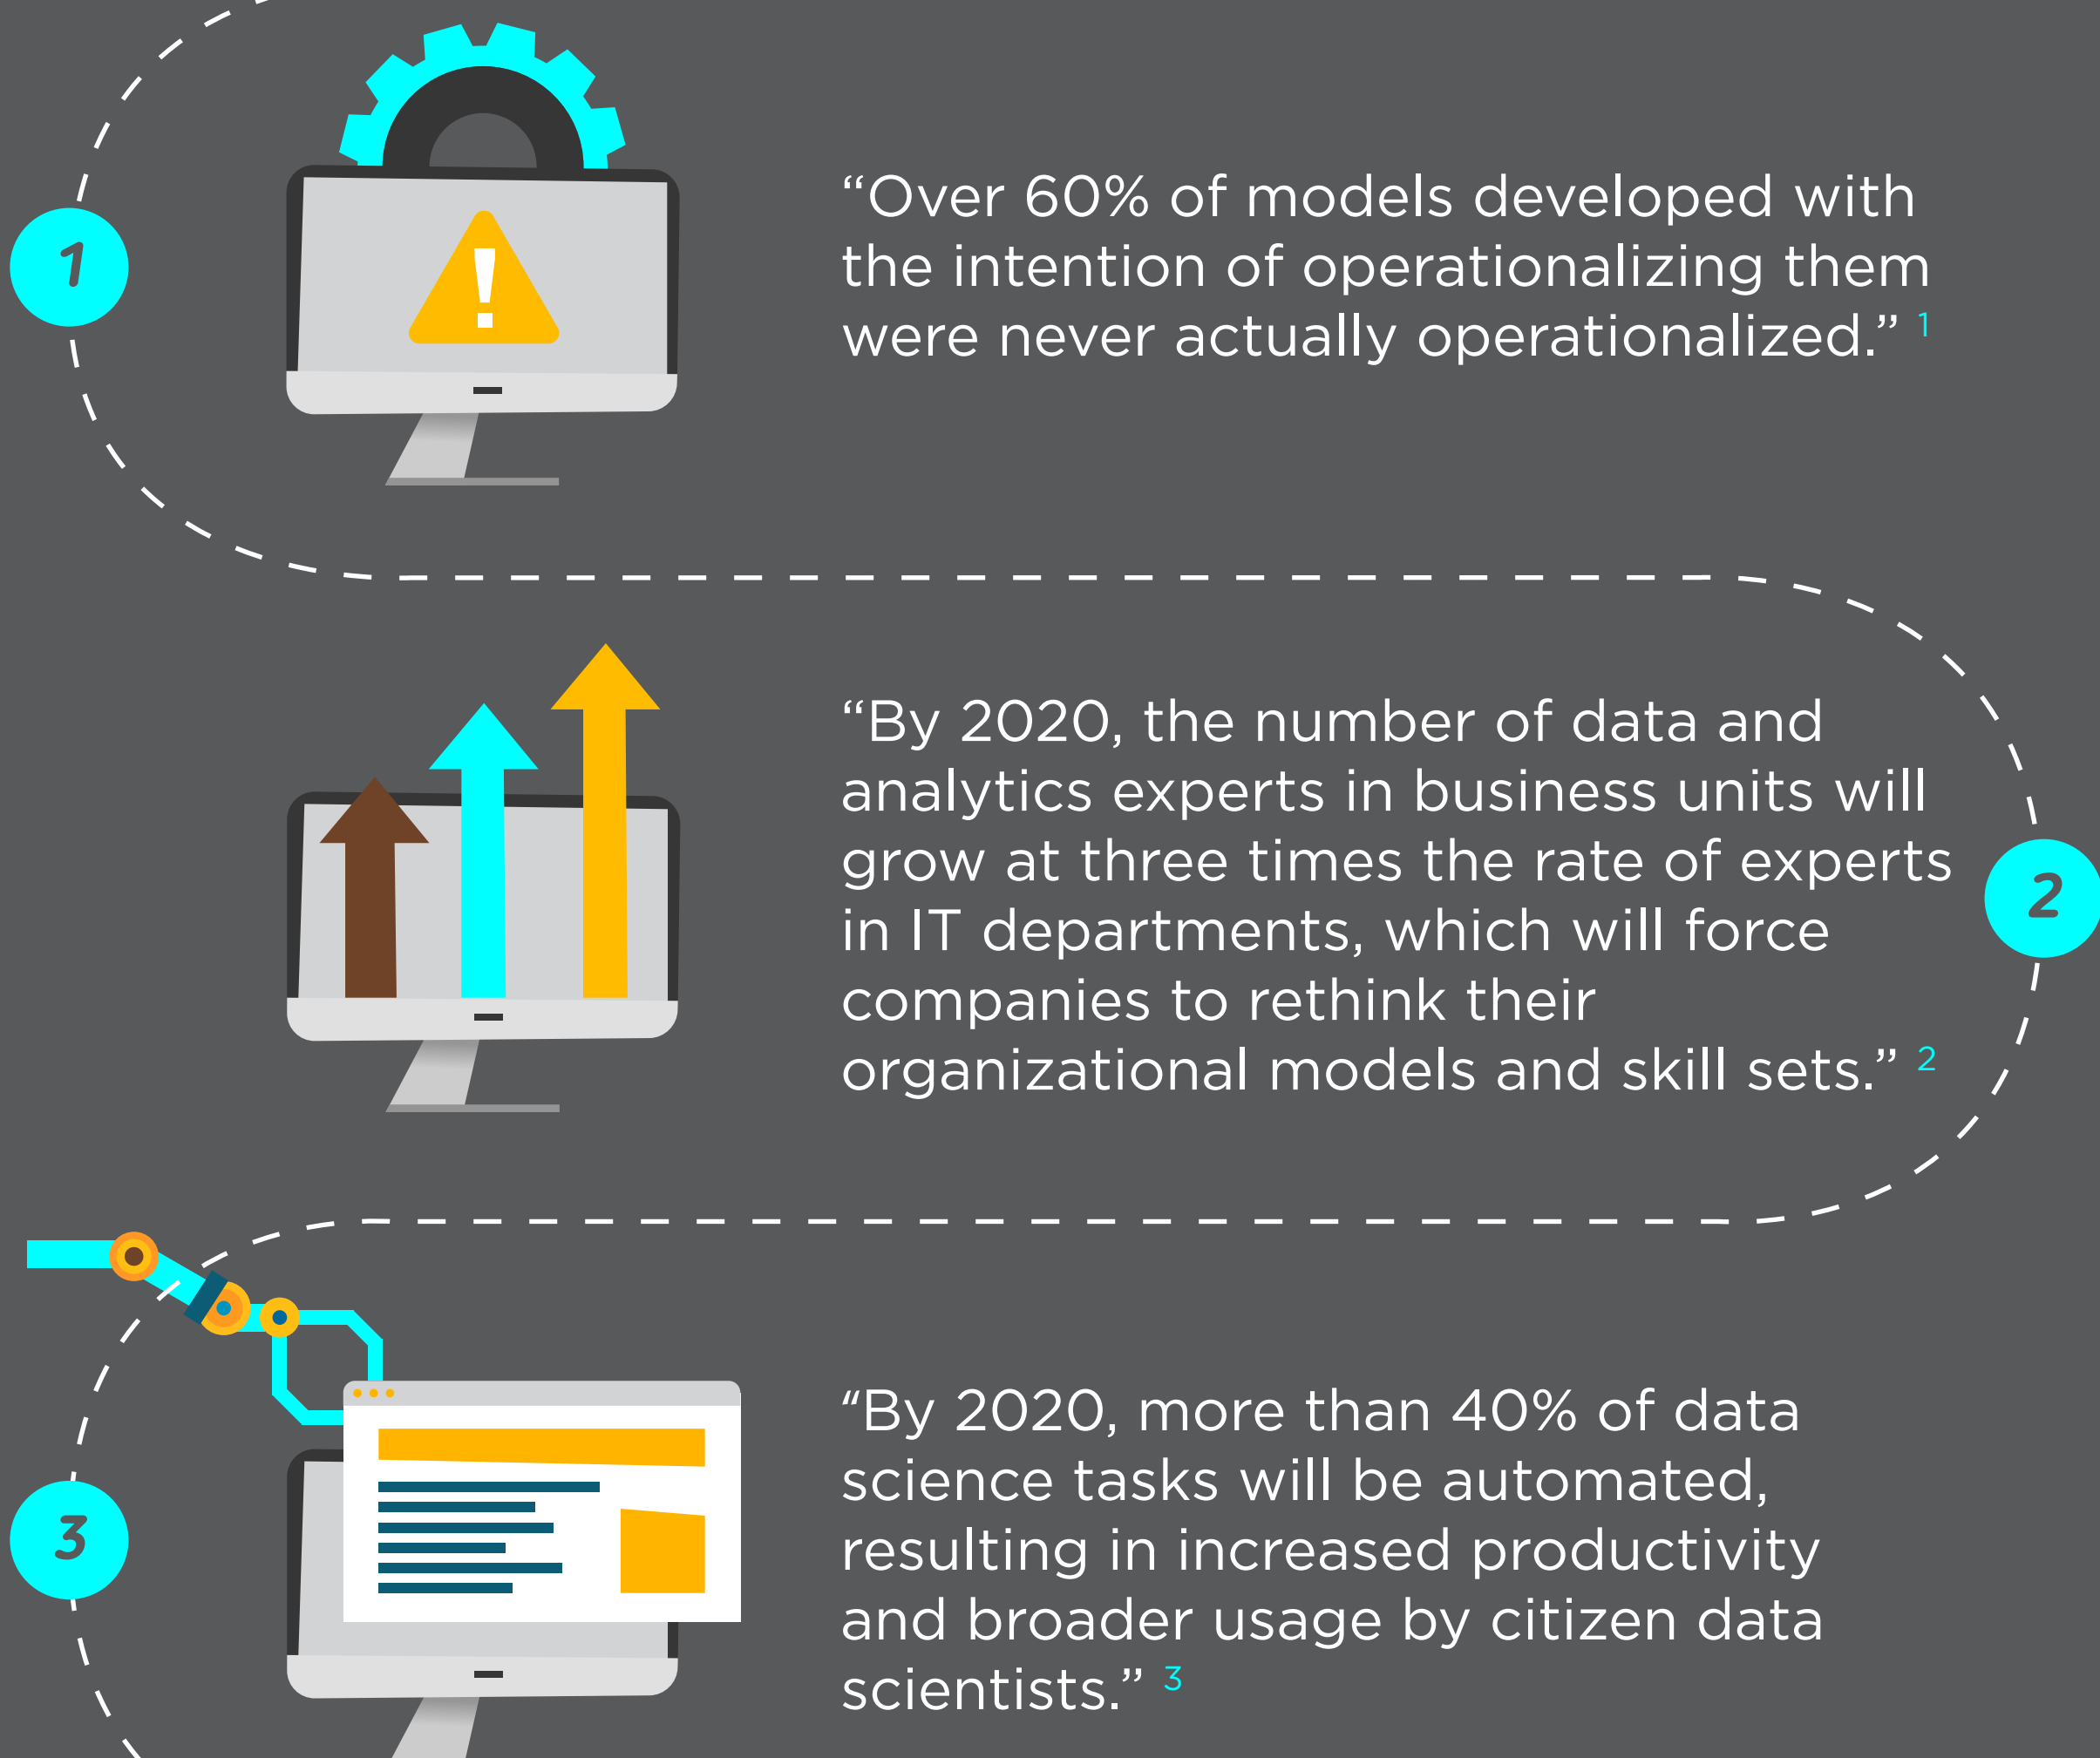 1
“Over 60% of models developed with
the intention of operationalizing them
were never actually operationalized.” 1
“By 2020, the number of data and
analytics experts in business units will
grow at three times the rate of experts
in IT departments, which will force
companies to rethink their
organizational models and skill sets.” 2
2
3
“By 2020, more than 40% of data
science tasks will be automated,
resulting in increased productivity
and broader usage by citizen data
scientists.” 3